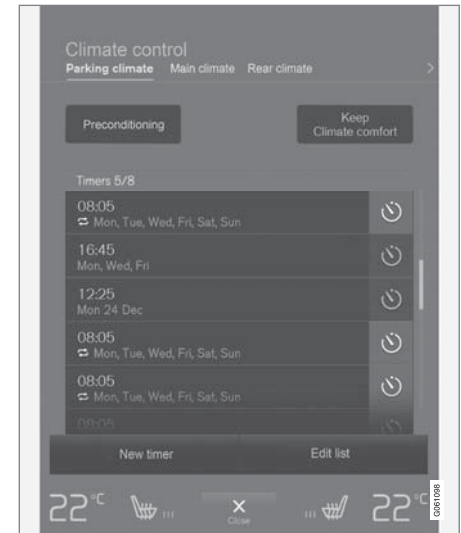 Climate control
Parking climate Main climate Rear climate
Preconditioning
Keep
Climate comfort
Timers 5/8
08:05
Mon, Tue, Wed, Fri, Sat, Sun
16:45
Mon, Wed, Fri
12:25
Mon 24 Dec
08:05
Mon, Tue, Wed, Fri, Sat, Sun
08:05
Mon, Tue, Wed, Fri, Sat, Sun
08:05
New timer Edit list
22°C 22°C
Close
G061098